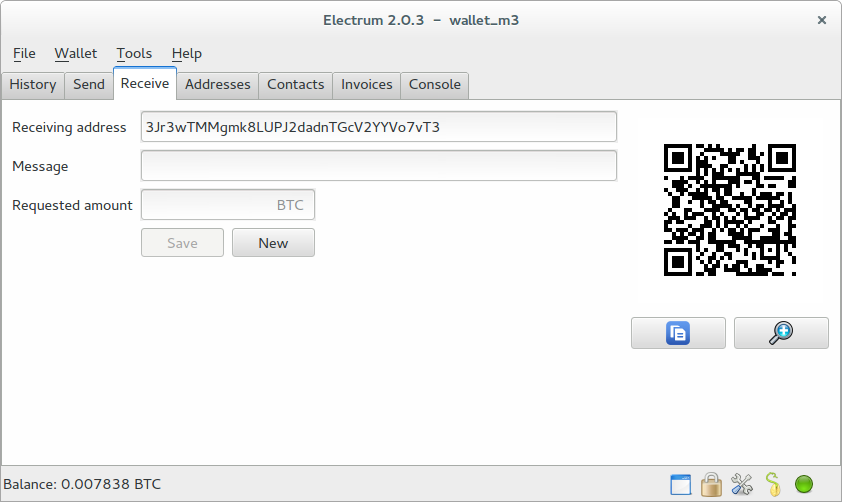 Electrum 2.0.3 – wallet_m3
File Wallet Tools Help
History Send Receive Addresses Contacts Invoices Console
Receiving address 3Jr3wTMMgmk8LUPJ2dadnTGcV2YYVo7vT3
Message
Requested amount BTC
Save New
Balance: 0.007838 BTC